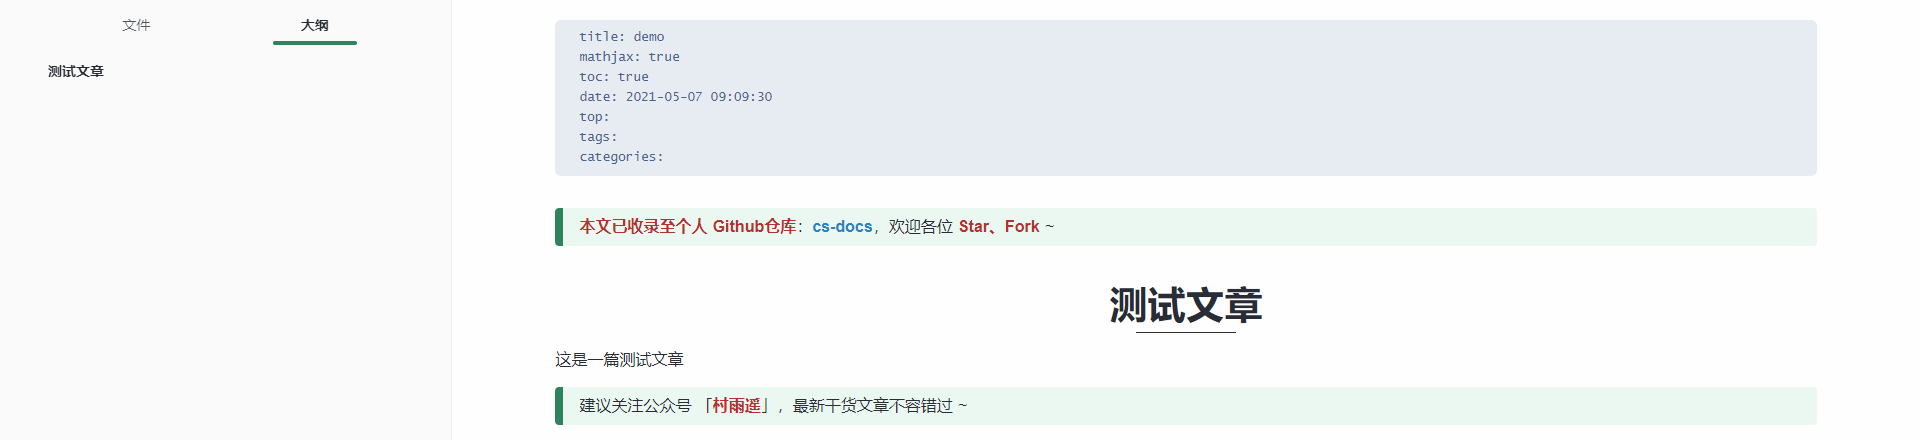 文件 大纲
测试文章
title: demo
mathjax: true
toc: true
date: 2021-05-07 09:09:30
top:
tags:
categories:
本文已收录至个人 Github仓库：cs-docs，欢迎各位 Star、Fork ~
测试文章
这是一篇测试文章
建议关注公众号 「村雨遥」，最新干货文章不容错过 ~